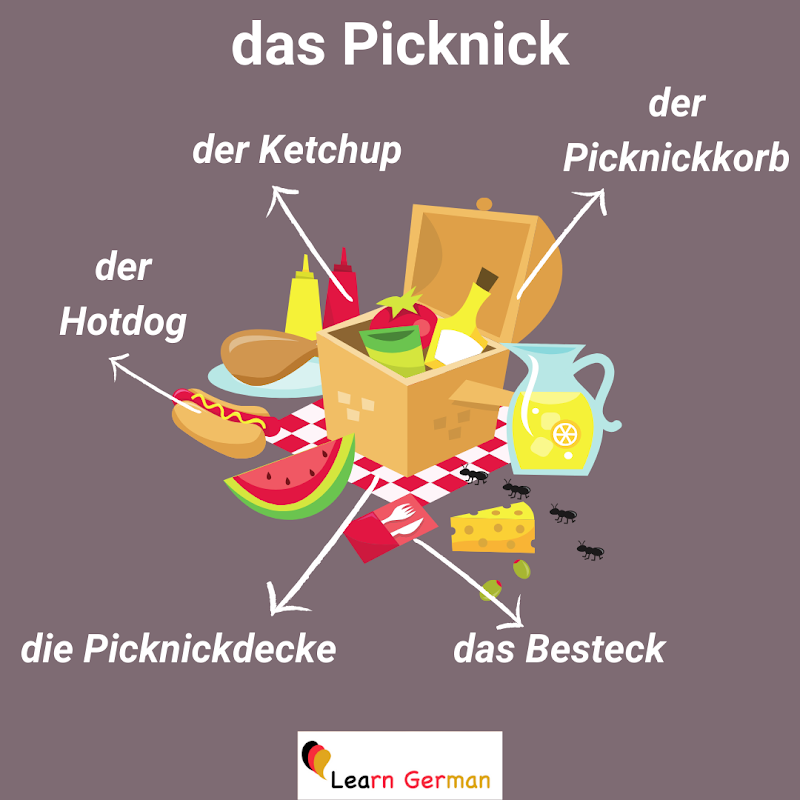 das Picknick
der
Picknickkorb
der Ketchup
der
Hotdog
die Picknickdecke
das Besteck
Learn German